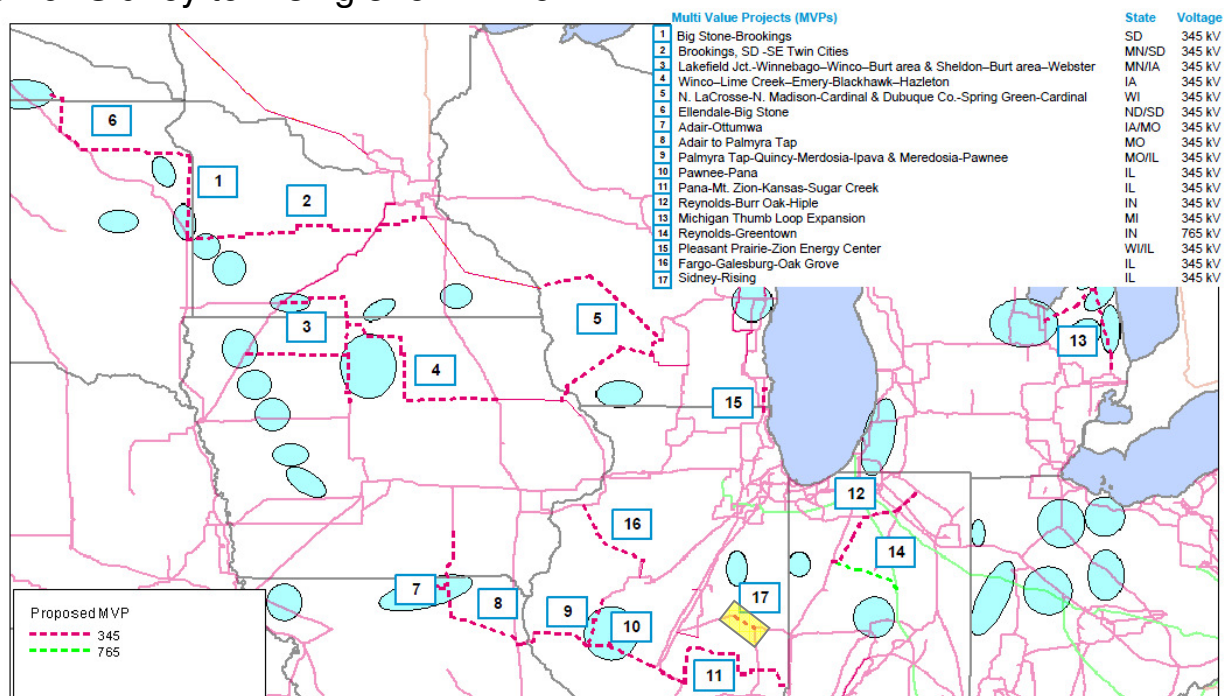 Multi Value Projects (MVPs) State Voltage
1 Big Stone-Brookings SD 345 kV
2 Brookings, SD -SE Twin Cities MN/SD 345 kV
3 Lakefield Jct.-Winnebago–Winco–Burt area & Sheldon–Burt area–Webster MN/IA 345 kV
4 Winco–Lime Creek–Emery-Blackhawk–Hazleton IA 345 kV
5 N. LaCrosse-N. Madison-Cardinal & Dubuque Co.-Spring Green-Cardinal WI 345 kV
6 Ellendale-Big Stone ND/SD 345 kV
7 Adair-Ottumwa IA/MO 345 kV
8 Adair to Palmyra Tap MO 345 kV
9 Palmyra Tap-Quincy-Merdosia-Ipava & Meredosia-Pawnee MO/IL 345 kV
10 Pawnee-Pana IL 345 kV
11 Pana-Mt. Zion-Kansas-Sugar Creek IL 345 kV
12 Reynolds-Burr Oak-Hiple IN 345 kV
13 Michigan Thumb Loop Expansion MI 345 kV
14 Reynolds-Greentown IN 765 kV
15 Pleasant Prairie-Zion Energy Center WI/IL 345 kV
16 Fargo-Galesburg-Oak Grove IL 345 kV
17 Sidney-Rising IL 345 kV
6
1
2
3
4
5
13
15
12
16
14
7
8
9
10
17
11
Proposed MVP
345
765